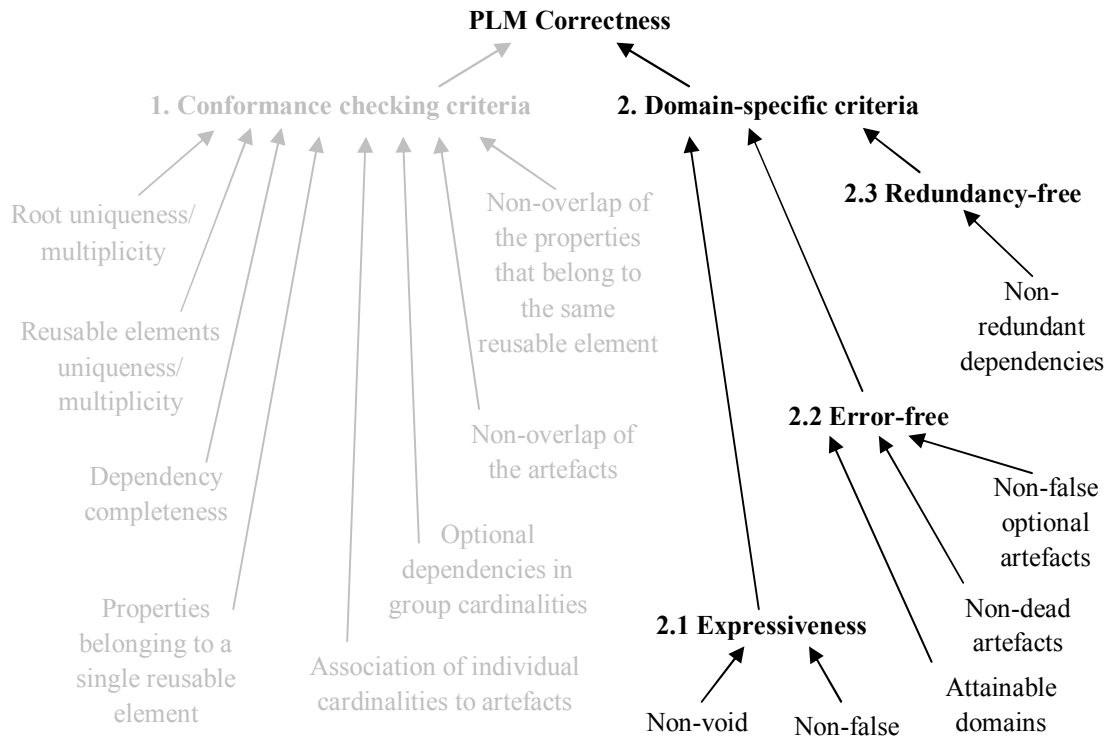 PLM Correctness
1. Conformance checking criteria
2. Domain-specific criteria
Root uniqueness/
multiplicity
Non-overlap of
the properties
that belong to
the same
reusable element
2.3 Redundancy-free
Reusable elements
uniqueness/
multiplicity
Non-
redundant
dependencies
Non-overlap of
the artefacts
2.2 Error-free
Dependency
completeness
Non-false
optional
artefacts
Optional
dependencies in
group cardinalities
Properties
belonging to a
single reusable
element
Association of individual
cardinalities to artefacts
2.1 Expressiveness
Non-dead
artefacts
Attainable
domains
Non-void
Non-false